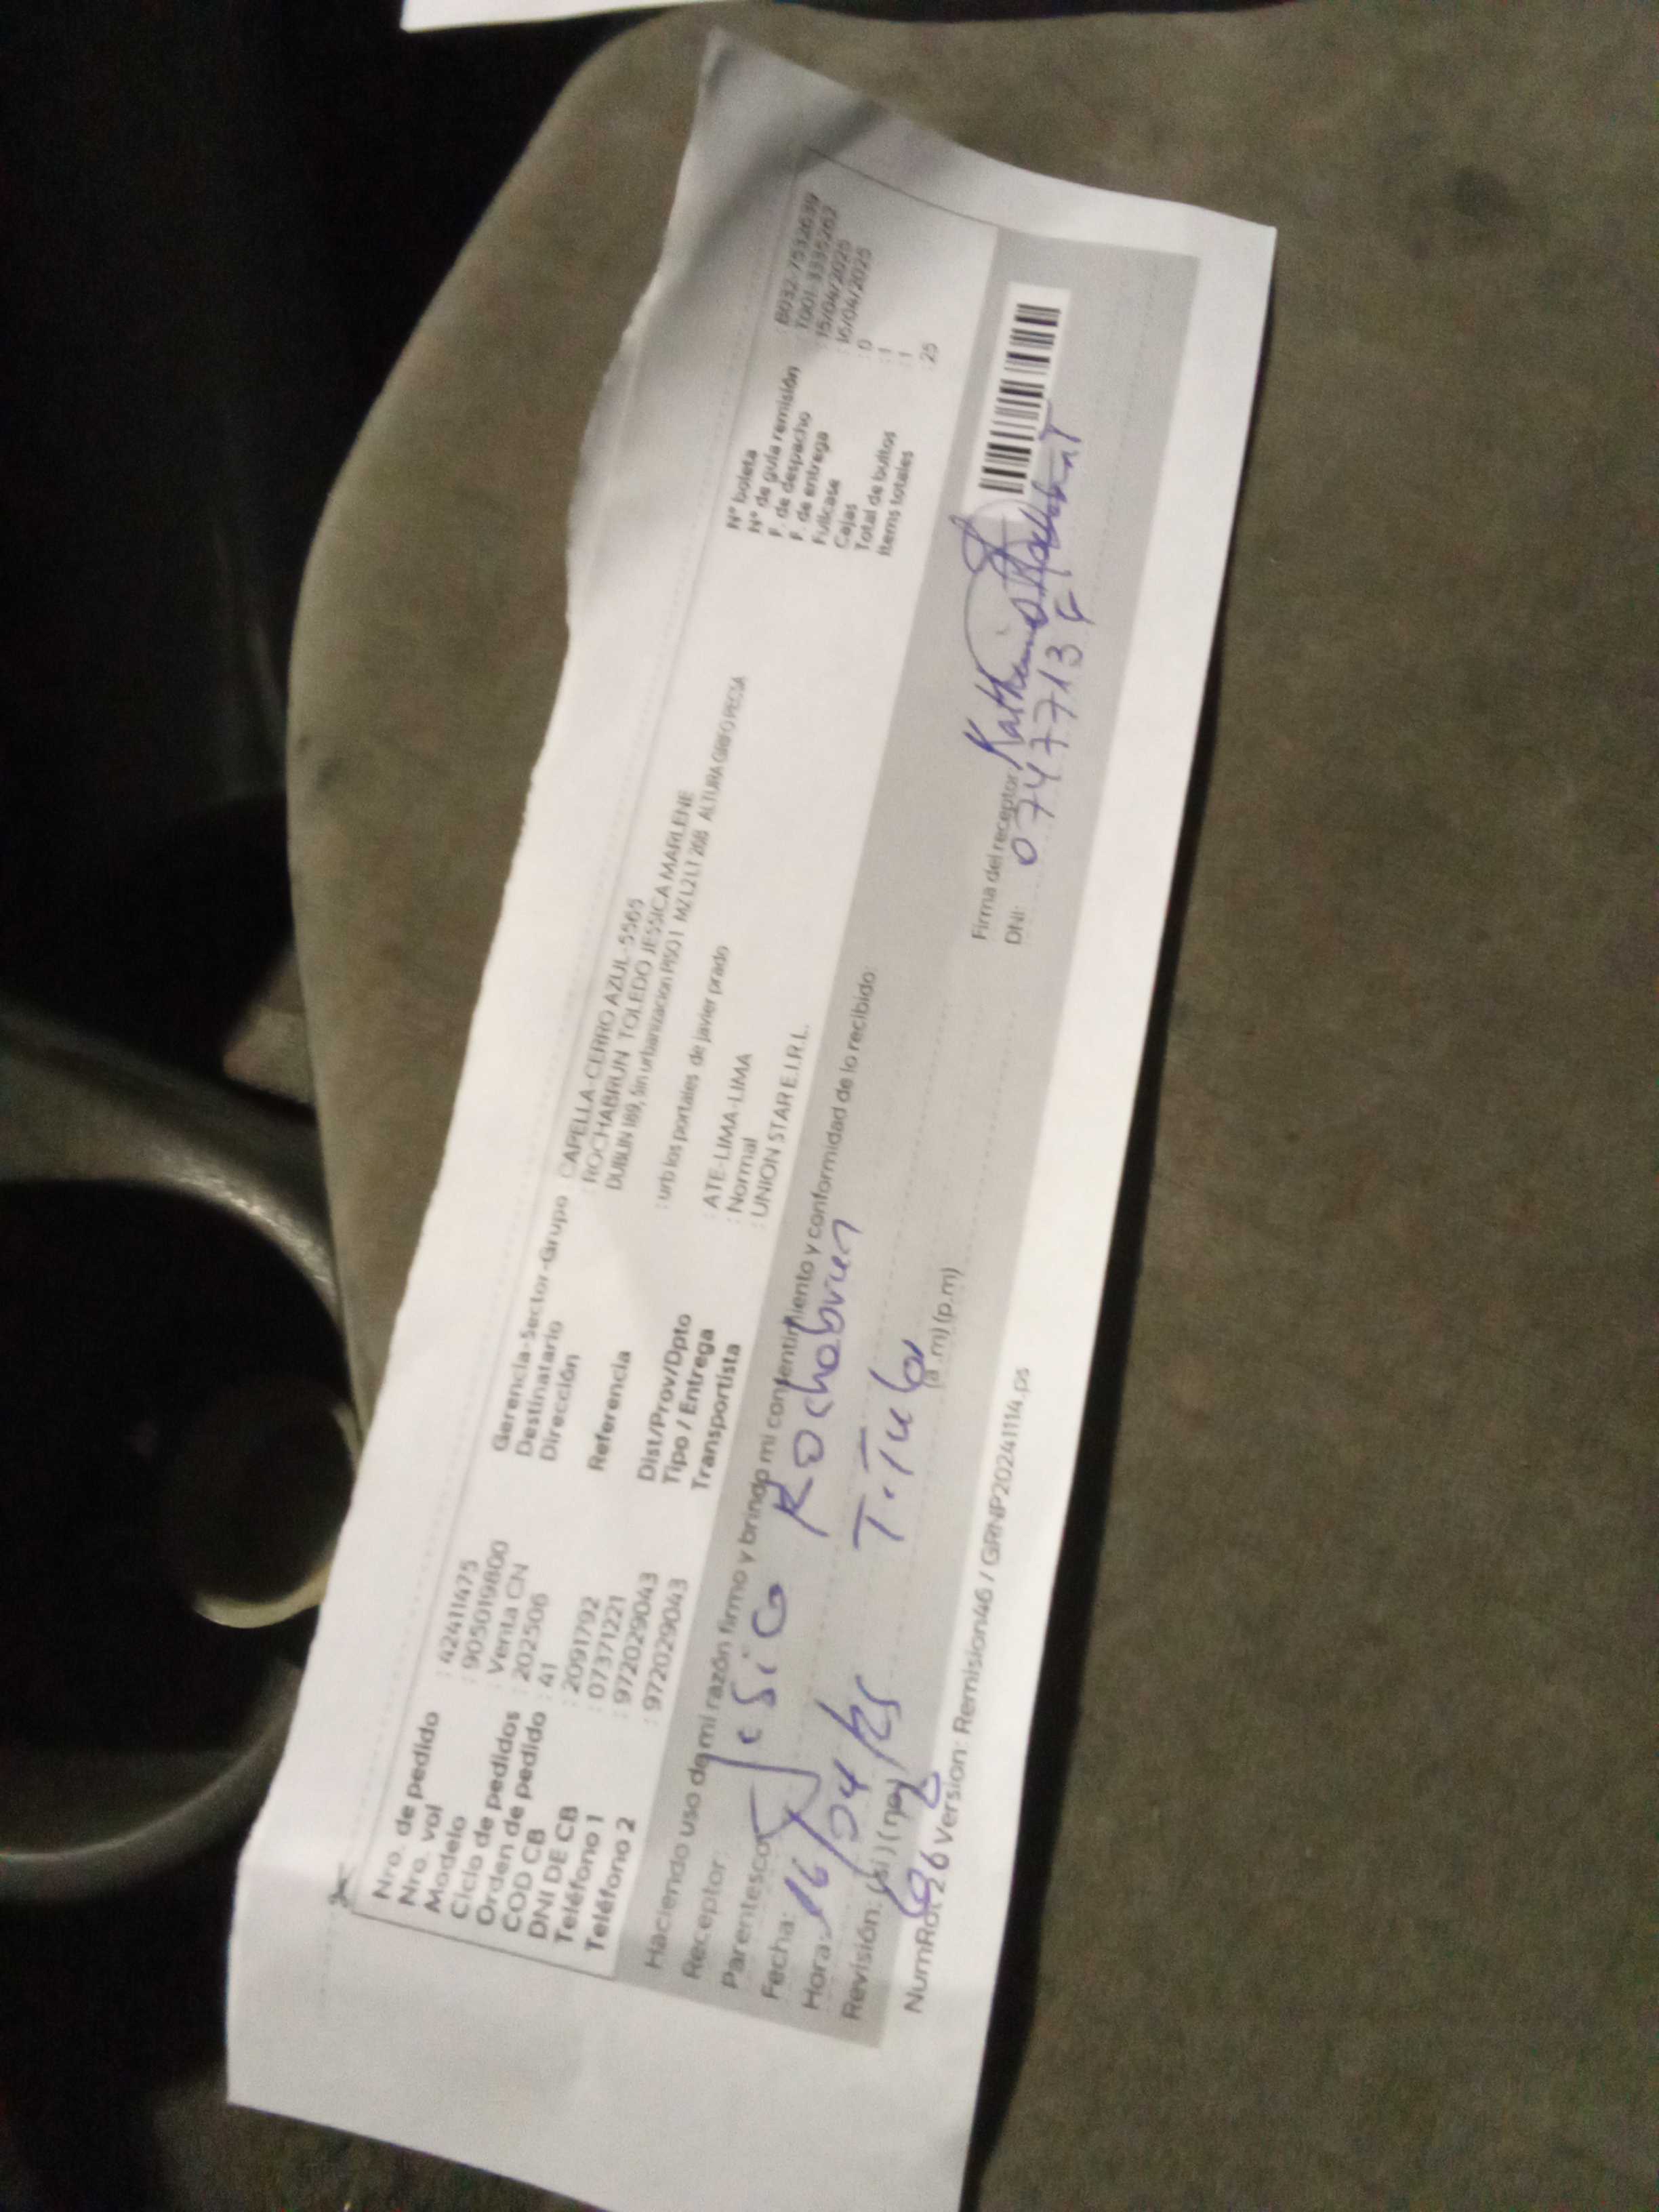 Nro. de pedido : 42411475
Nro. vol : 905019800
Modelo : Venta CN
Ciclo de pedidos : 202506
Orden de pedido : 41
COD CB : 2091792
DNI DE CB : 07371221
Teléfono 1 : 972029043
Teléfono 2 : 972029043
Gerencia-Sector-Grupo CAPELLA-CERRO AZUL-5565
Destinatario : ROCHABRUN TOLEDO JESSICA MARLENE
Dirección DUBLIN 189, Sin urbanizacion PISO 1 MZ L2 LT 26B ALTURA GRIFO PECSA
Referencia : urb los portales de javier prado
Dist/Prov/Dpto : ATE-LIMA-LIMA
Tipo / Entrega : Normal
Transportista : UNION STAR E.I.R.L.
N° boleta : B032-7532639
N° de guía remisión : T001-3335262
F. de despacho : 15/04/2025
F. de entrega : 16/04/2025
Fullcase : 0
Cajas : 1
Total de bultos : 1
Items totales : 25
Haciendo uso de mi razón firmo y brindo mi consentimiento y conformidad de lo recibido:
Receptor: Jesica Rochabrun
Parentesco:
Fecha: 16/04/25
Hora: (a.m) (p.m)
Revisión: (si) (no)
Firma del receptor
DNI:
NumRot 26 Version: Remision46 / GRNP202411114.ps